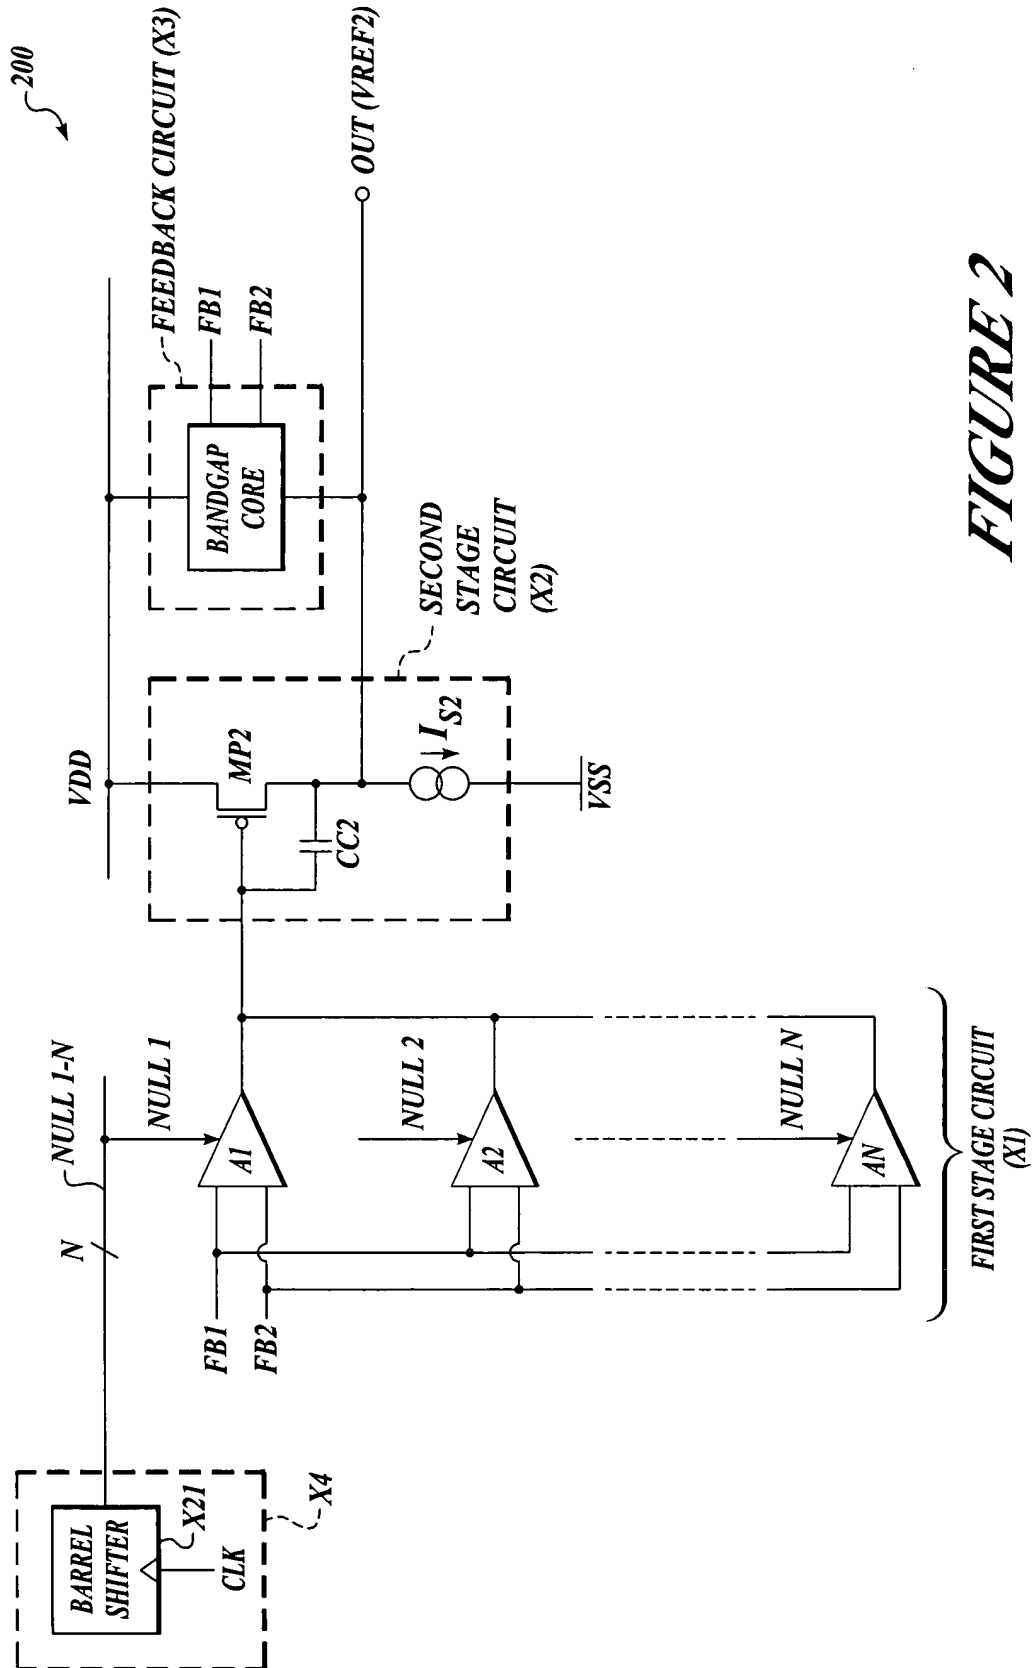 200
BARREL
SHIFTER
X21
CLK
X4
N
NULL 1-N
NULL 1
A1
FB1
FB2
NULL 2
A2
NULL N
AN
FIRST STAGE CIRCUIT
(X1)
VDD
MP2
CC2
I S2
VSS
SECOND
STAGE
CIRCUIT
(X2)
BANDGAP
CORE
FB1
FB2
FEEDBACK CIRCUIT (X3)
OUT (VREF2)
FIGURE 2